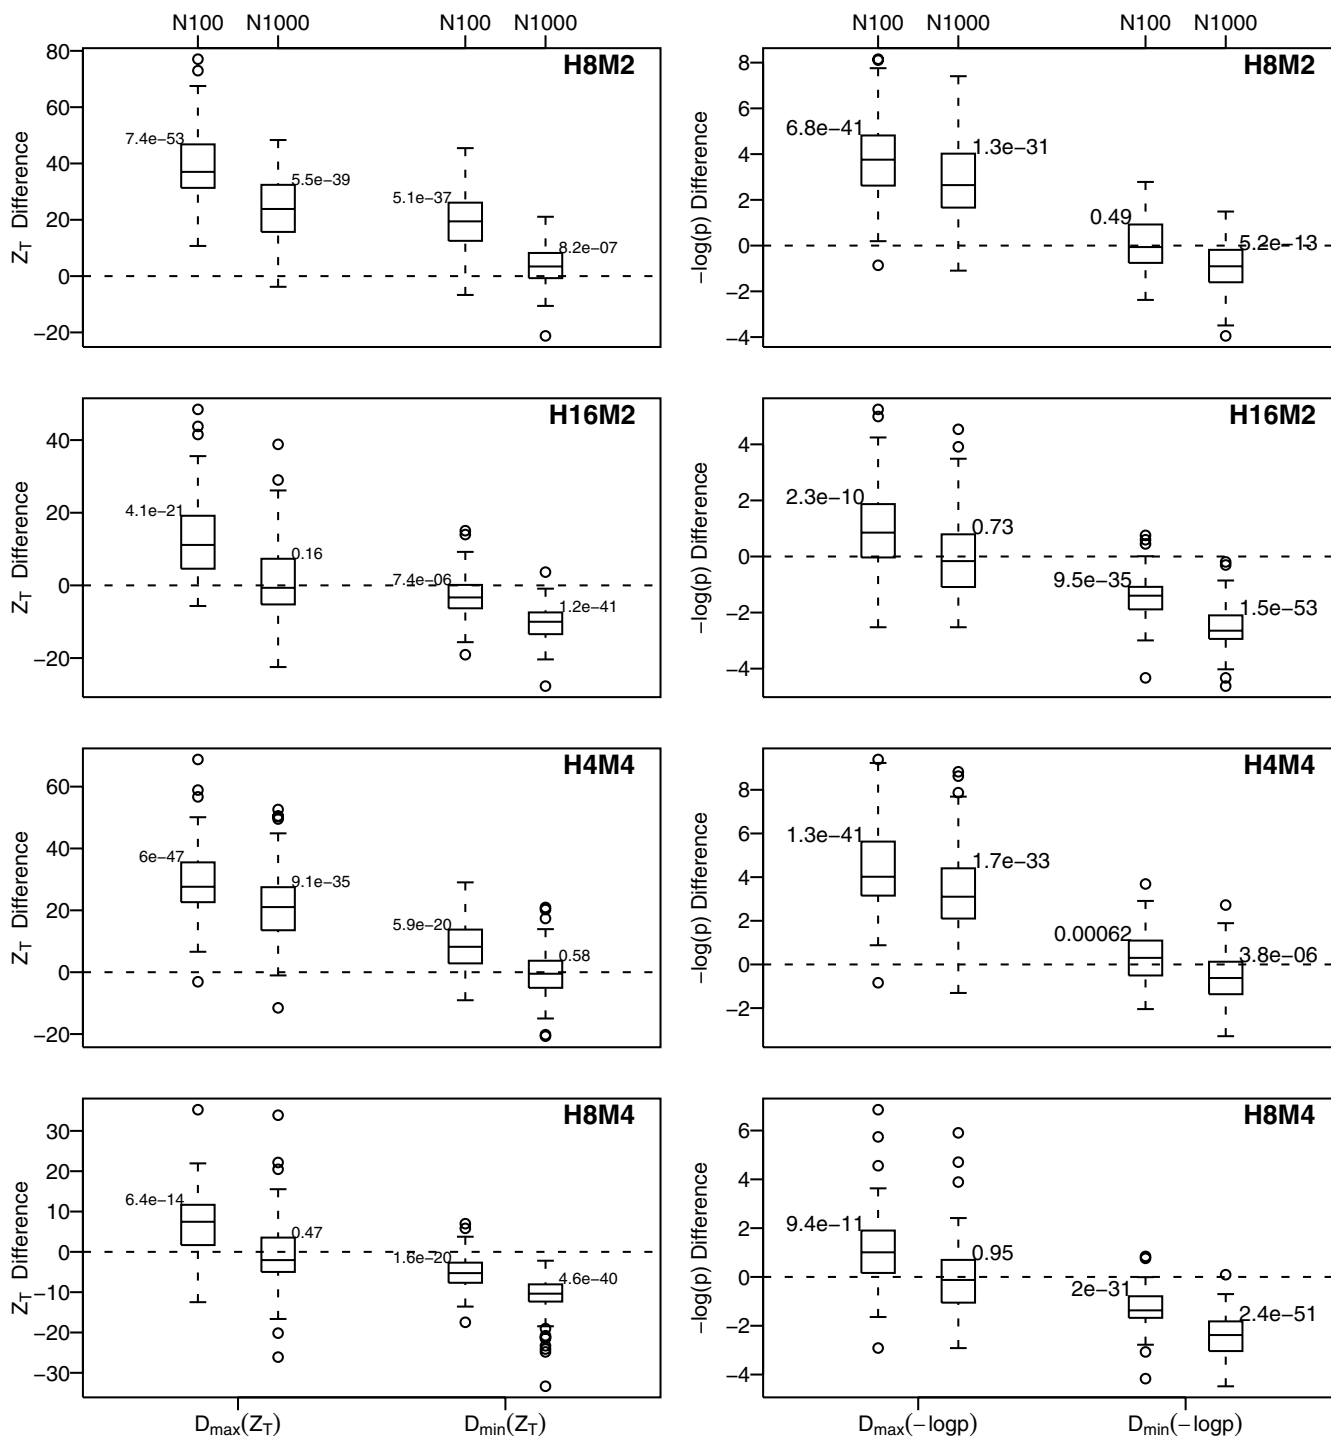 N100 N1000 N100 N1000 N100 N1000 N100 N1000
H8M2
Z_T Difference
80
60
40
20
0
−20
7.4e−53
5.5e−39
5.1e−37
8.2e−07
H8M2
−log(p) Difference
8
6
4
2
0
−2
−4
6.8e−41
1.3e−31
0.49
5.2e−13
H16M2
Z_T Difference
40
20
0
−20
4.1e−21
0.16
7.4e−06
1.2e−41
H16M2
−log(p) Difference
4
2
0
−2
−4
2.3e−10
0.73
9.5e−35
1.5e−53
H4M4
Z_T Difference
60
40
20
0
−20
6e−47
9.1e−35
5.9e−20
0.58
H4M4
−log(p) Difference
8
6
4
2
0
−2
1.3e−41
1.7e−33
0.00062
3.8e−06
H8M4
Z_T Difference
30
20
10
0
−10
−20
−30
6.4e−14
0.47
1.6e−20
4.6e−40
H8M4
−log(p) Difference
6
4
2
0
−2
−4
9.4e−11
0.95
2e−31
2.4e−51
D_max(Z_T) D_min(Z_T) D_max(−logp) D_min(−logp)